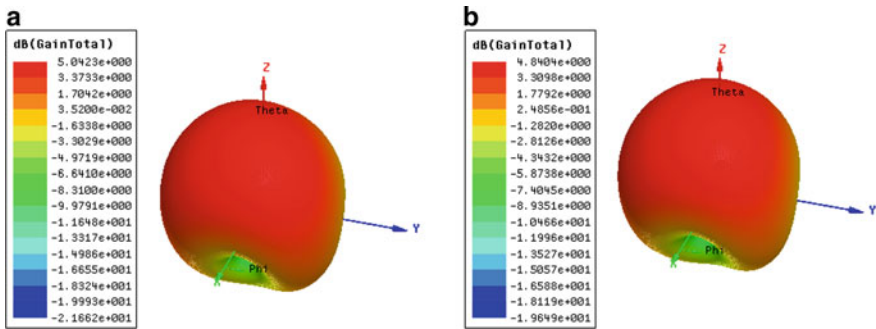 a
dB(GainTotal)
5.0423e+000
3.3733e+000
1.7042e+000
3.5200e-002
-1.6338e+000
-3.3029e+000
-4.9719e+000
-6.6410e+000
-8.3100e+000
-9.9791e+000
-1.1648e+001
-1.3317e+001
-1.4986e+001
-1.6655e+001
-1.8324e+001
-1.9993e+001
-2.1662e+001
Z
Theta
Y
Phi
X
b
dB(GainTotal)
4.8404e+000
3.3098e+000
1.7792e+000
2.4856e-001
-1.2820e+000
-2.8126e+000
-4.3432e+000
-5.8738e+000
-7.4045e+000
-8.9351e+000
-1.0466e+001
-1.1996e+001
-1.3527e+001
-1.5057e+001
-1.6588e+001
-1.8119e+001
-1.9649e+001
Z
Theta
Y
Phi
X